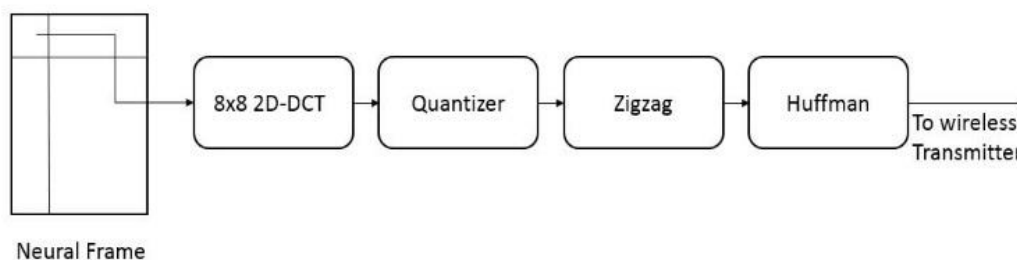 8x8 2D-DCT
Quantizer
Zigzag
Huffman
To wireless
Transmitter
Neural Frame